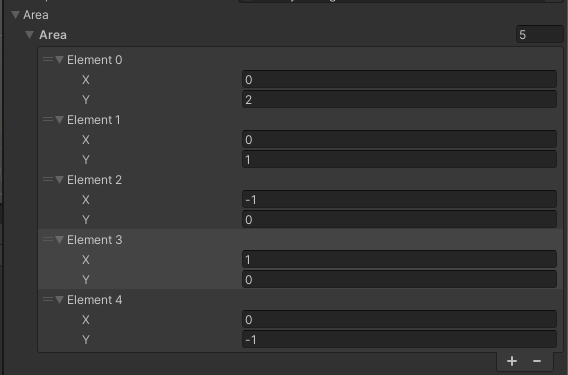 Area
Area 5
Element 0
X 0
Y 2
Element 1
X 0
Y 1
Element 2
X -1
Y 0
Element 3
X 1
Y 0
Element 4
X 0
Y -1
+ −